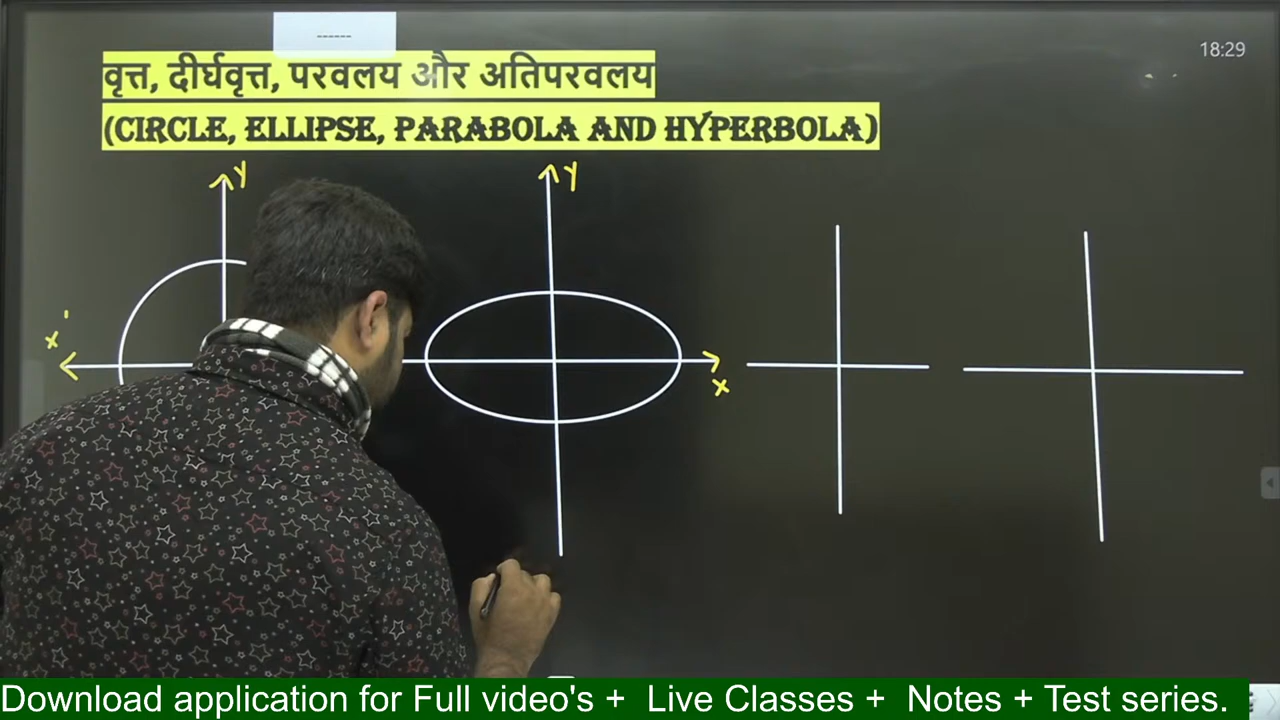 ------
18:29
वृत्त, दीर्घवृत्त, परवलय और अतिपरवलय
(CIRCLE, ELLIPSE, PARABOLA AND HYPERBOLA)
y
y
x'
x
Download application for Full video's + Live Classes + Notes + Test series.